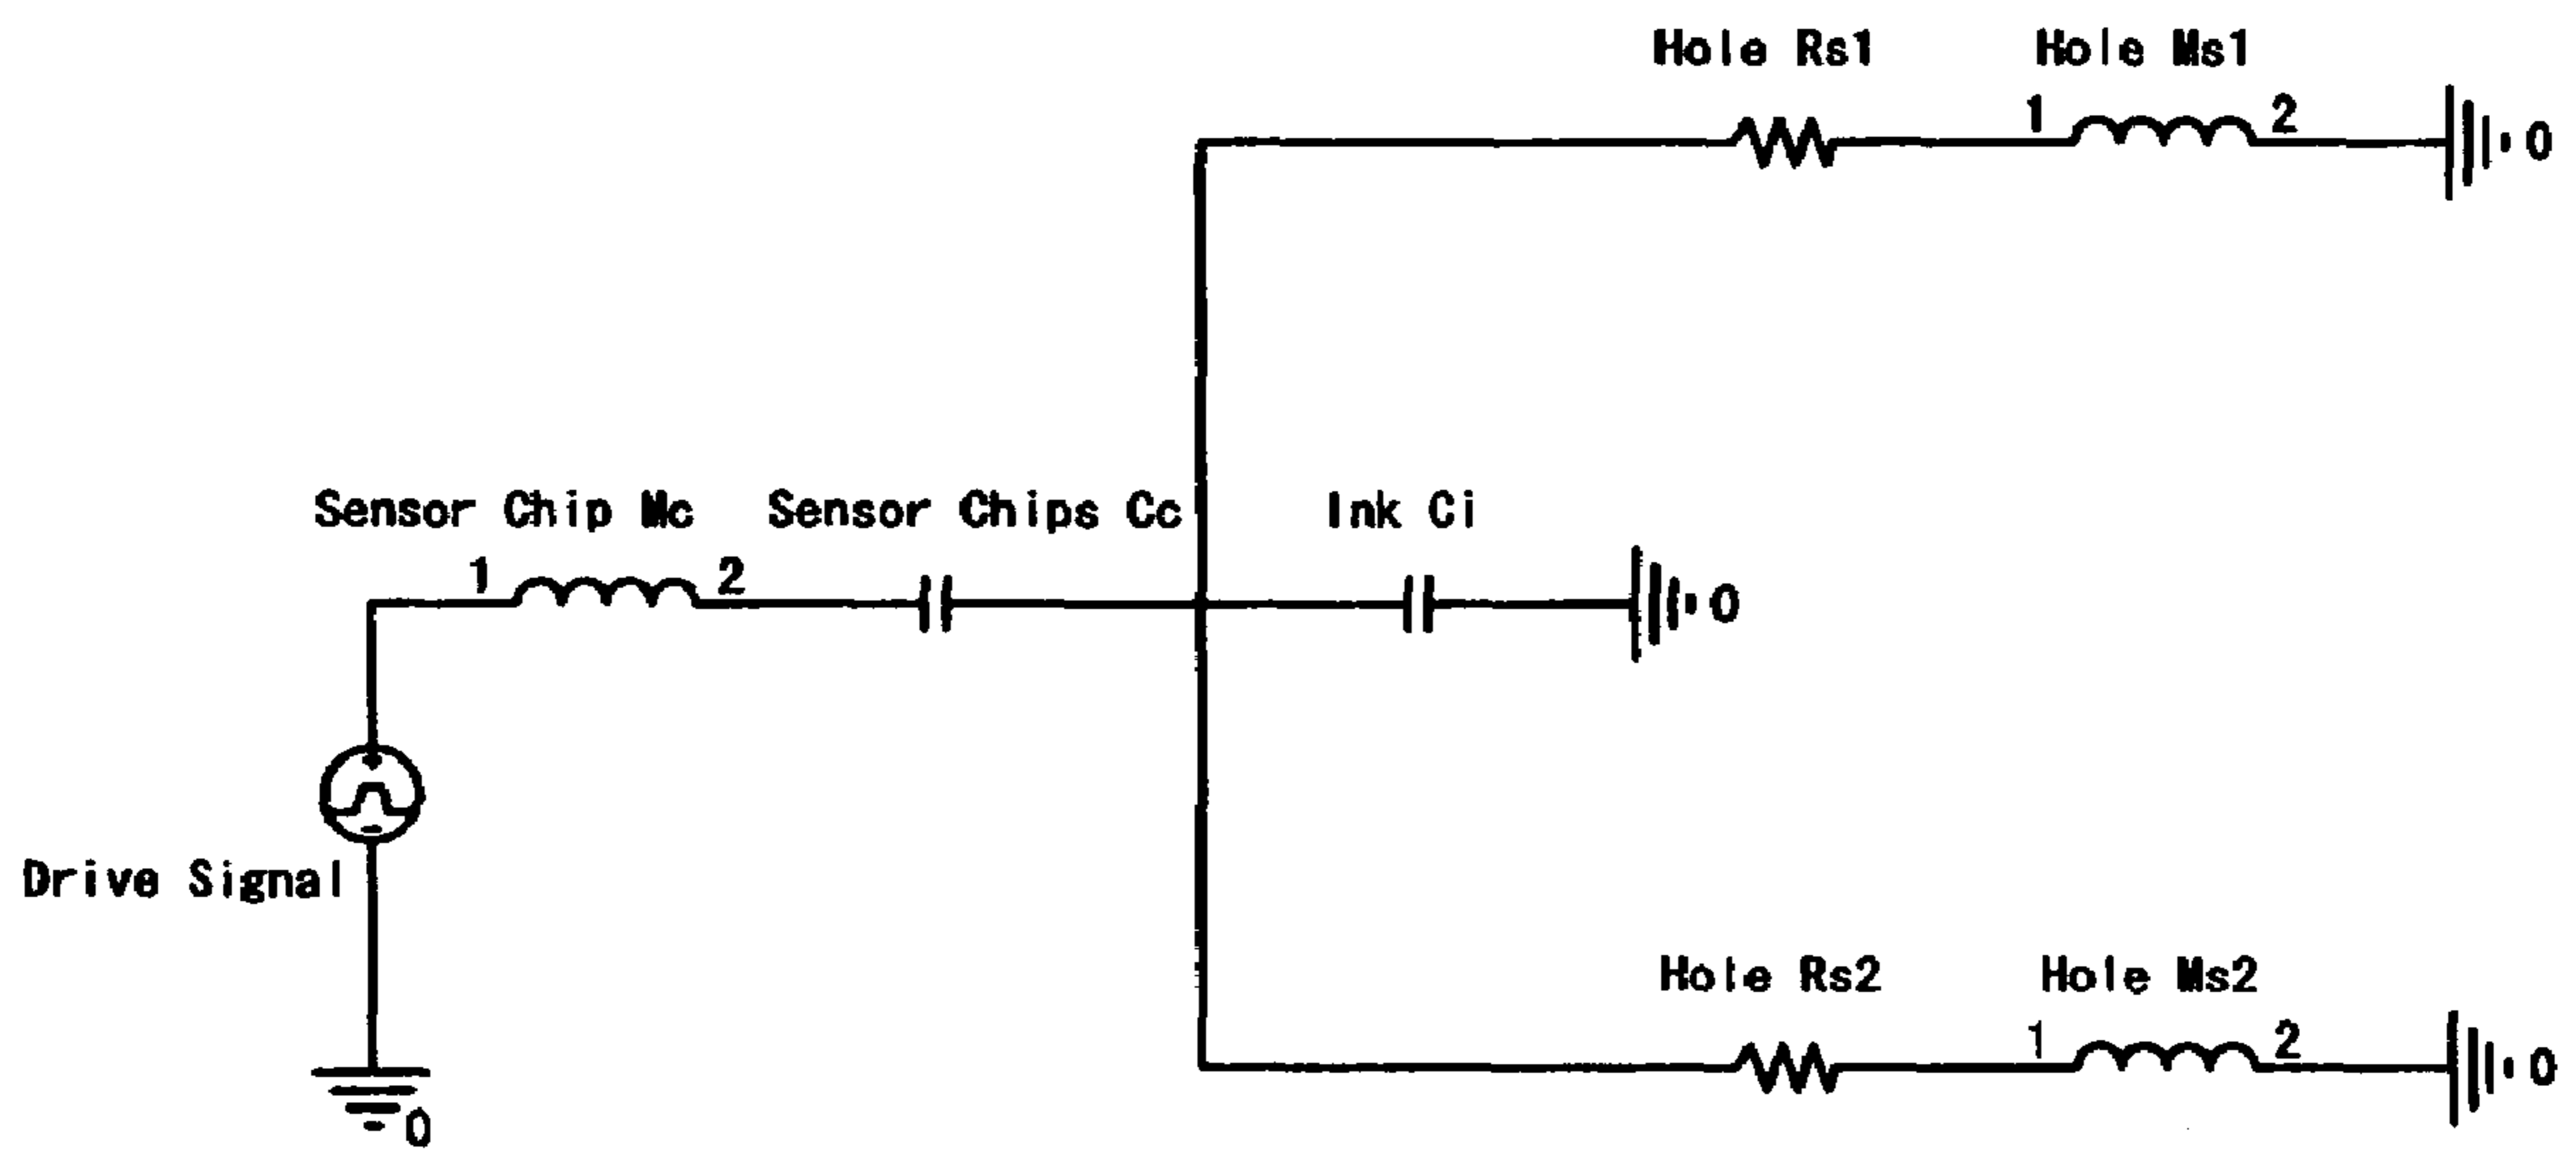 Hole Rs1 Hole Ms1
1 2
0
Sensor Chip Mc Sensor Chips Cc Ink Ci
1 2
0
Drive Signal
0
Hole Rs2 Hole Ms2
1 2
0